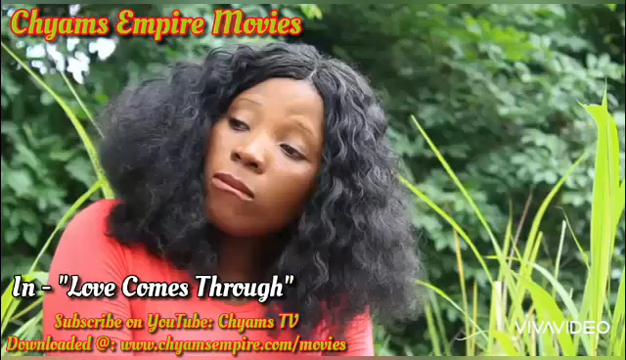 Chyams Empire Movies
In - "Love Comes Through"
Subscribe on YouTube: Chyams TV
Downloaded @: www.chyamsempire.com/movies
VIVAVIDEO